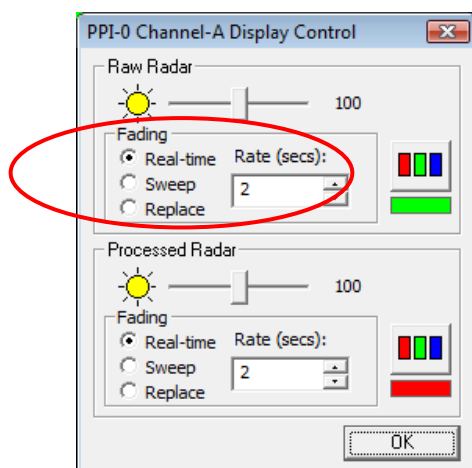 PPI-0 Channel-A Display Control
Raw Radar
100
Fading
Real-time Rate (secs):
Sweep 2
Replace
Processed Radar
100
Fading
Real-time Rate (secs):
Sweep 2
Replace
OK